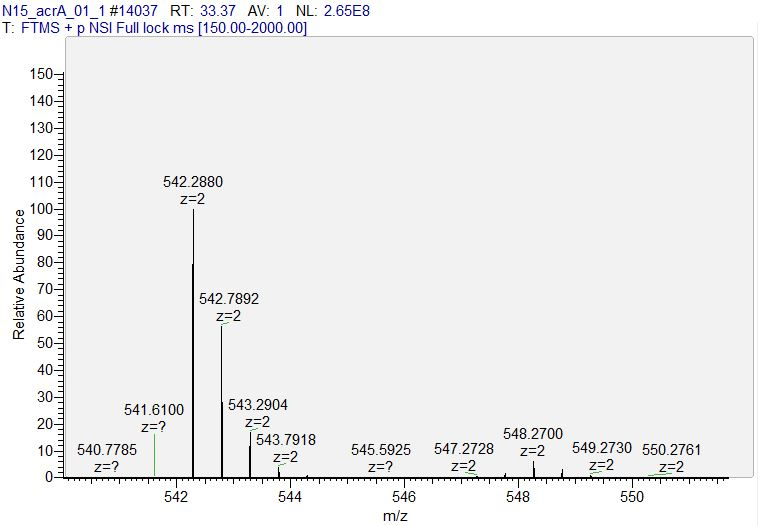 N15_acrA_01_1 #14037 RT: 33.37 AV: 1 NL: 2.65E8
T: FTMS + p NSI Full lock ms [150.00-2000.00]
150
140
130
120
110
542.2880
z=2
100
90
80
70
542.7892
z=2
60
50
40
30
541.6100
z=?
543.2904
z=2
20
543.7918
z=2
548.2700
z=2
540.7785
z=?
545.5925
z=?
547.2728
z=2
549.2730
z=2
550.2761
z=2
10
0
Relative Abundance
542 544 546 548 550
m/z